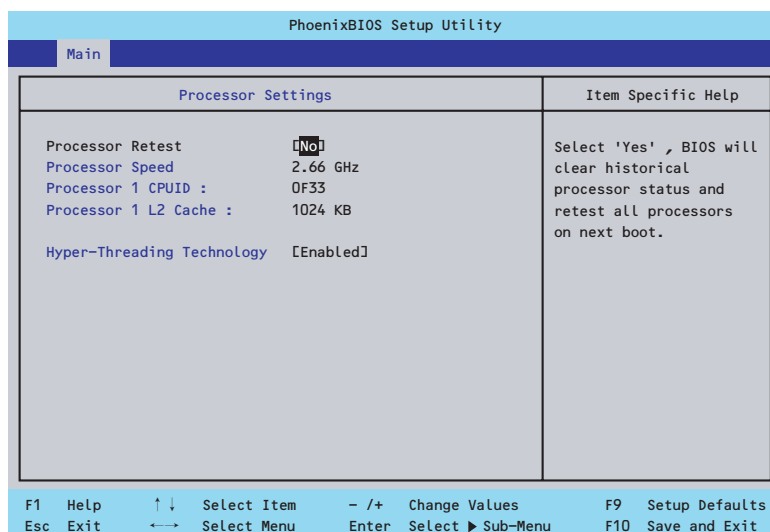 PhoenixBIOS Setup Utility
Main
Processor Settings
Item Specific Help
Processor Retest [No]
Processor Speed 2.66 GHz
Processor 1 CPUID : 0F33
Processor 1 L2 Cache : 1024 KB
Hyper-Threading Technology [Enabled]
Select 'Yes' , BIOS will
clear historical
processor status and
retest all processors
on next boot.
F1 Help ↑↓ Select Item - /+ Change Values F9 Setup Defaults
Esc Exit ←→ Select Menu Enter Select ▶ Sub-Menu F10 Save and Exit